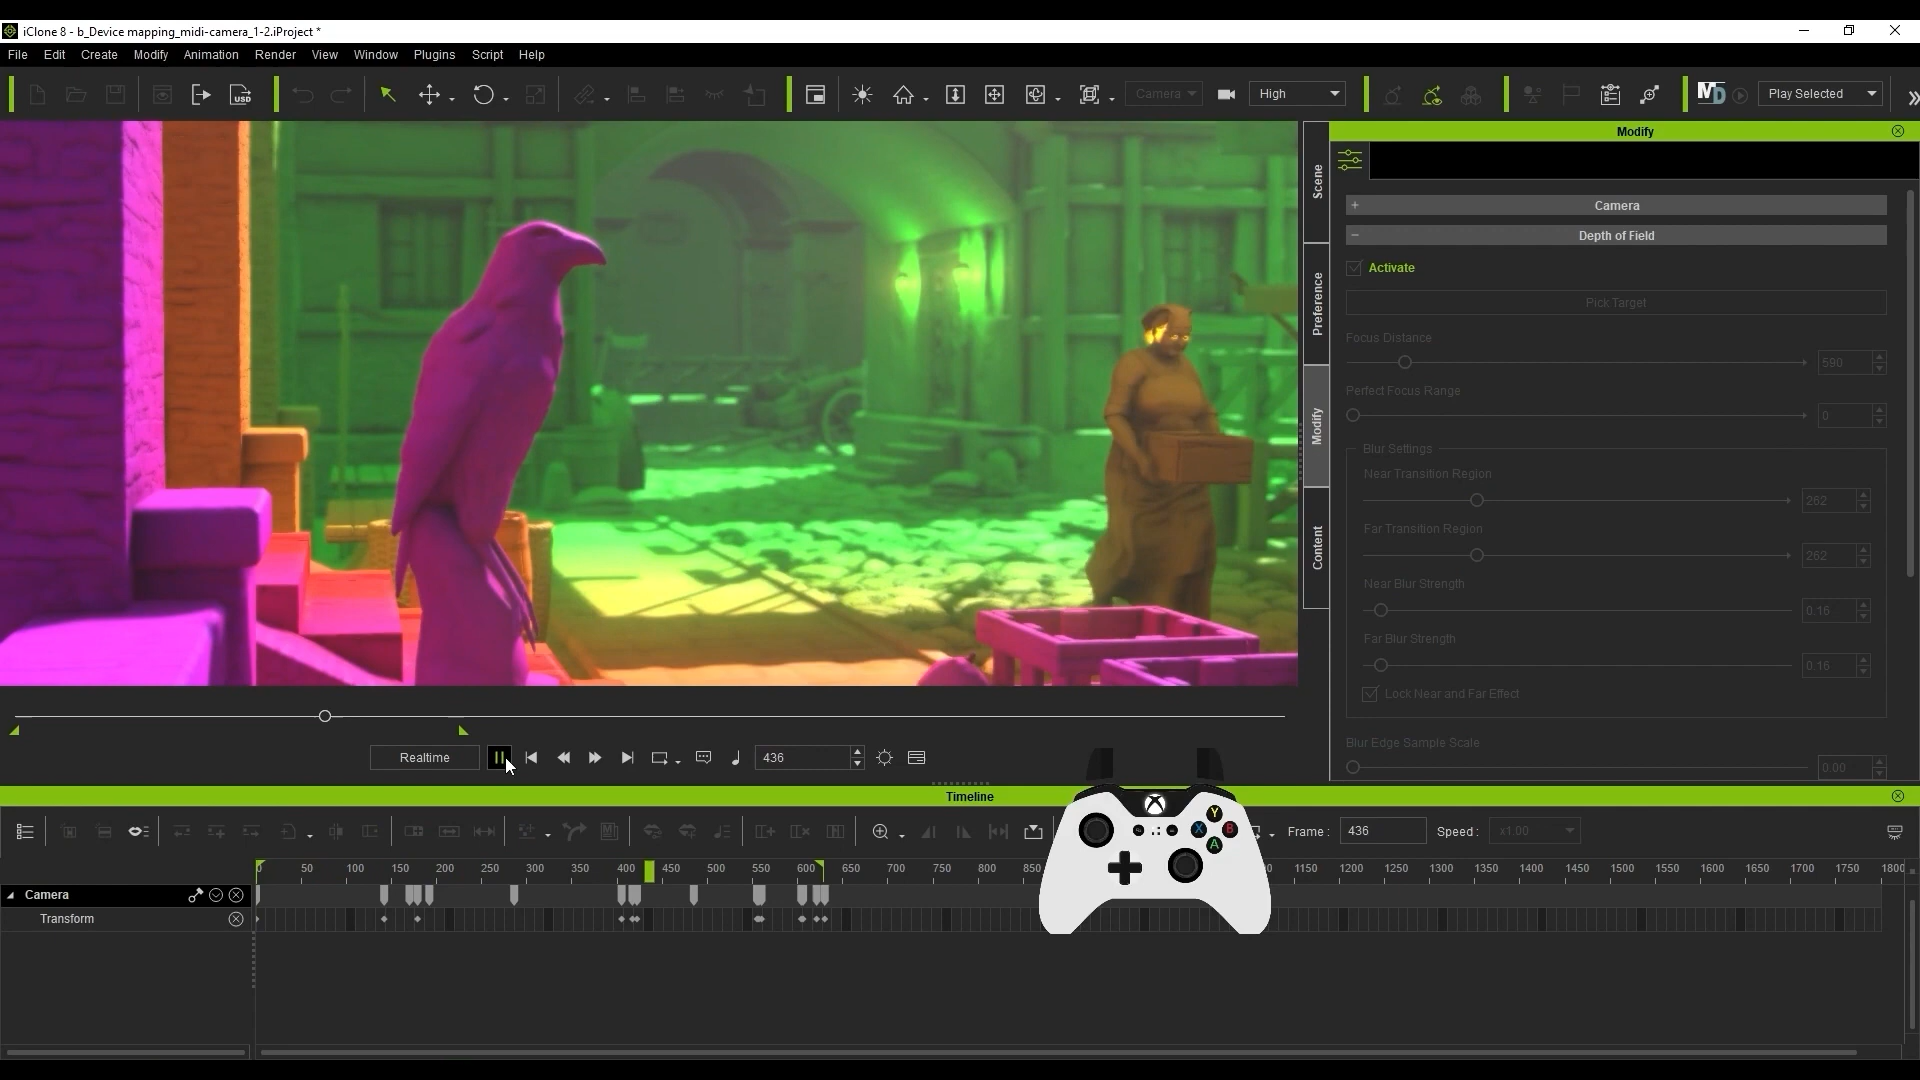 iClone 8 - b_Device mapping_midi-camera_1-2.iProject *
File Edit Create Modify Animation Render View Window Plugins Script Help
USD Camera High MD Play Selected
Modify
Scene
Preference
Modify
Content
Camera
Depth of Field
Activate
Pick Target
Focus Distance
590
Perfect Focus Range
0
Blur Settings
Near Transition Region
262
Far Transition Region
262
Near Blur Strength
0.16
Far Blur Strength
0.16
Lock Near and Far Effect
Blur Edge Sample Scale
0.00
Realtime 436
Timeline
Frame : 436 Speed : x1.00
0 50 100 150 200 250 300 350 400 450 500 550 600 650 700 750 800 850 1150 1200 1250 1300 1350 1400 1450 1500 1550 1600 1650 1700 1750 1800
Camera
Transform
Y
X B
A